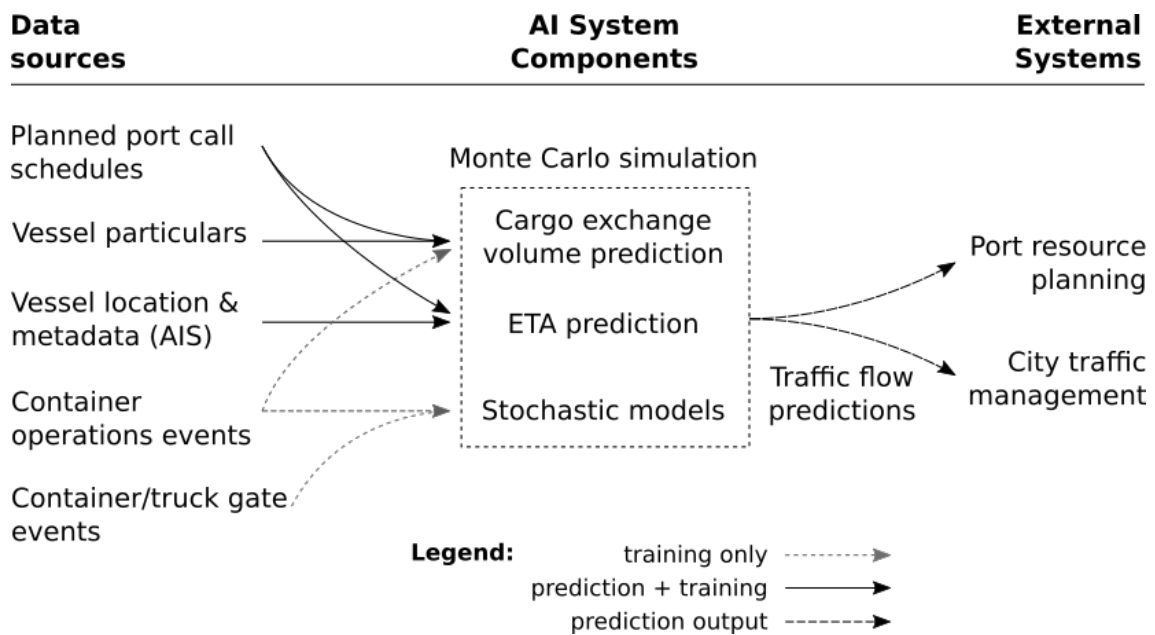 Data
sources
AI System
Components
External
Systems
Planned port call
schedules
Vessel particulars
Vessel location &
metadata (AIS)
Container
operations events
Container/truck gate
events
Monte Carlo simulation
Cargo exchange
volume prediction
ETA prediction
Stochastic models
Traffic flow
predictions
Port resource
planning
City traffic
management
Legend:
training only
prediction + training
prediction output